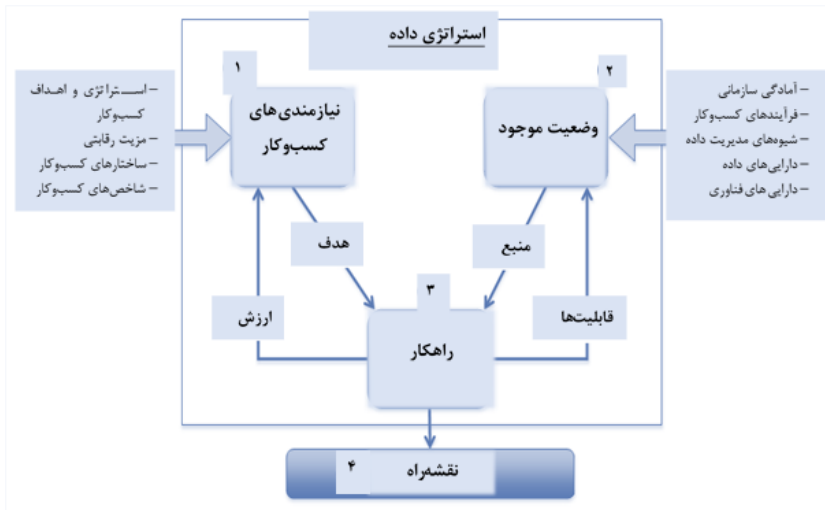 استراتژی داده
۱
نیازمندی‌های
کسب‌وکار
۲
وضعیت موجود
– استراتژی و اهداف
کسب‌وکار
– مزیت رقابتی
– ساختارهای کسب‌وکار
– شاخص‌های کسب‌وکار
– آمادگی سازمانی
– فرآیندهای کسب‌وکار
– شیوه‌های مدیریت داده
– دارایی‌های داده
– دارایی‌های فناوری
هدف
منبع
ارزش
قابلیت‌ها
۳
راهکار
۴
نقشه‌راه